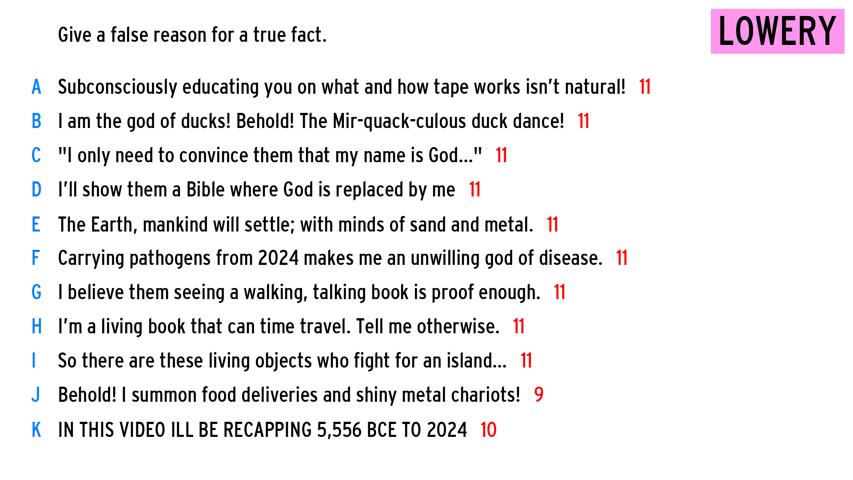 Give a false reason for a true fact.
LOWERY
A Subconsciously educating you on what and how tape works isn't natural! 11
B I am the god of ducks! Behold! The Mir-quack-culous duck dance! 11
C "I only need to convince them that my name is God..." 11
D I'll show them a Bible where God is replaced by me 11
E The Earth, mankind will settle; with minds of sand and metal. 11
F Carrying pathogens from 2024 makes me an unwilling god of disease. 11
G I believe them seeing a walking, talking book is proof enough. 11
H I'm a living book that can time travel. Tell me otherwise. 11
I So there are these living objects who fight for an island... 11
J Behold! I summon food deliveries and shiny metal chariots! 9
K IN THIS VIDEO ILL BE RECAPPING 5,556 BCE TO 2024 10